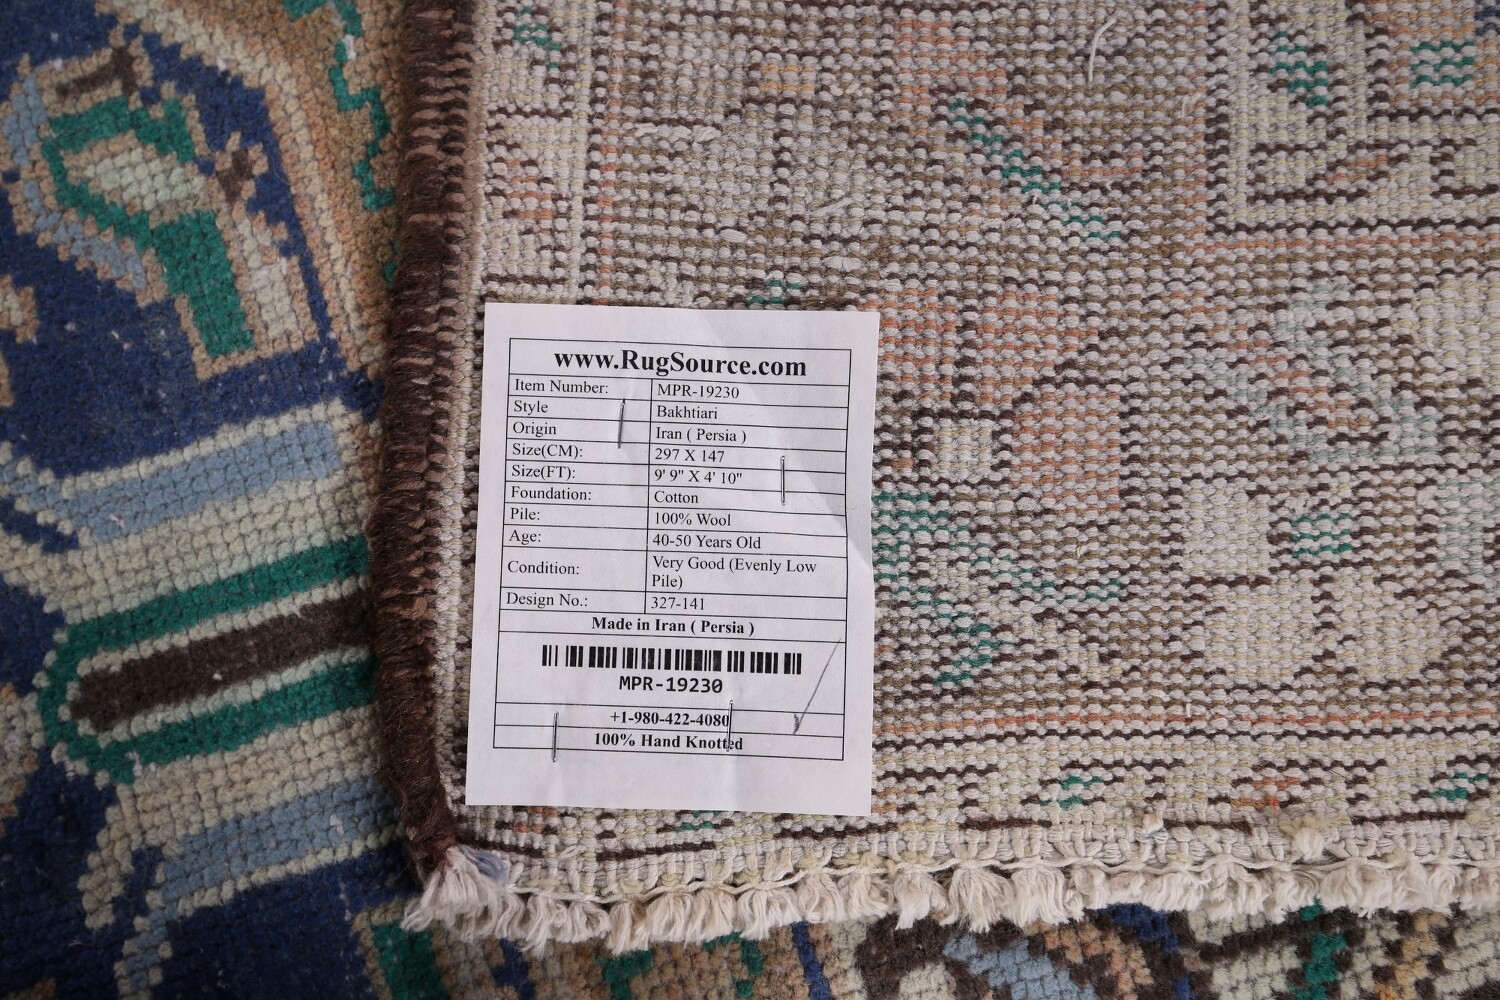 www.RugSource.com
Item Number: MPR-19230
Style Bakhtiari
Origin Iran ( Persia )
Size(CM): 297 X 147
Size(FT): 9' 9" X 4' 10"
Foundation: Cotton
Pile: 100% Wool
Age: 40-50 Years Old
Condition: Very Good (Evenly Low
Pile)
Design No.: 327-141
Made in Iran ( Persia )
MPR-19230
+1-980-422-4080
100% Hand Knotted